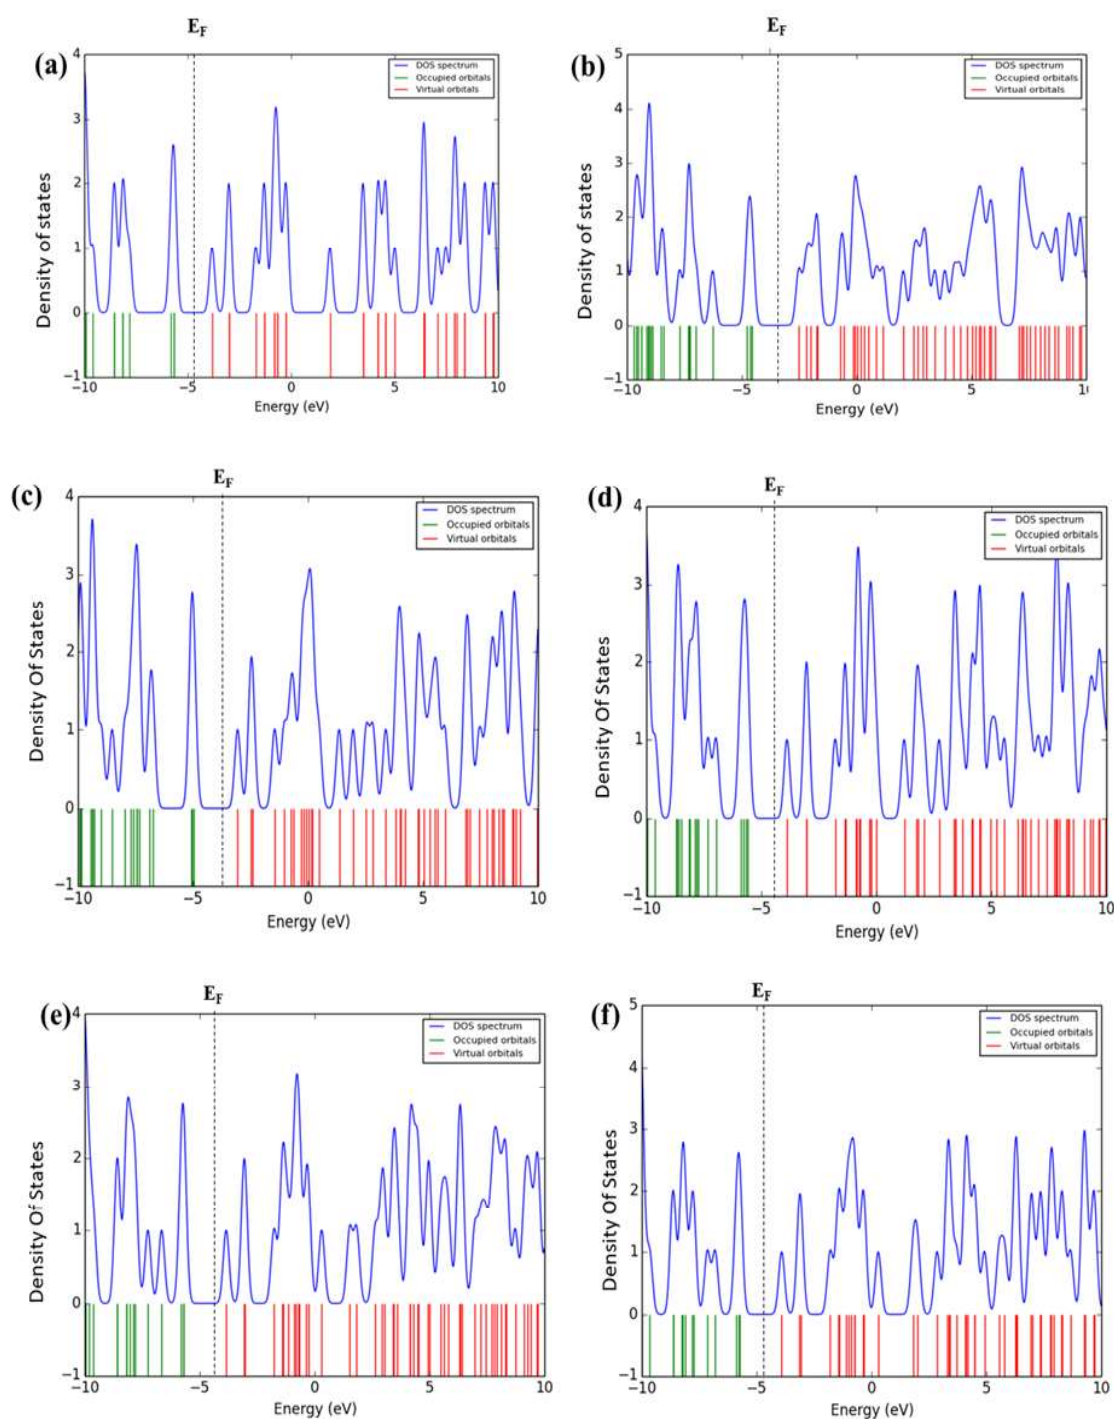 E_F
(a)
DOS spectrum
Occupied orbitals
Virtual orbitals
Density of states
4
3
2
1
0
−1
−10 −5 0 5 10
Energy (eV)
E_F
(b)
DOS spectrum
Occupied orbitals
Virtual orbitals
Density of states
5
4
3
2
1
0
−1
−10 −5 0 5
Energy (eV)
E_F
(c)
DOS spectrum
Occupied orbitals
Virtual orbitals
Density Of States
4
3
2
1
0
−1
−10 −5 0 5 10
Energy (eV)
E_F
(d)
DOS spectrum
Occupied orbitals
Virtual orbitals
Density Of States
4
3
2
1
0
−1
−10 −5 0 5 10
Energy (eV)
E_F
(e)
DOS spectrum
Occupied orbitals
Virtual orbitals
Density Of States
4
3
2
1
0
−1
−10 −5 0 5 10
Energy (eV)
E_F
(f)
DOS spectrum
Occupied orbitals
Virtual orbitals
Density Of States
5
4
3
2
1
0
−1
−10 −5 0 5 10
Energy (eV)